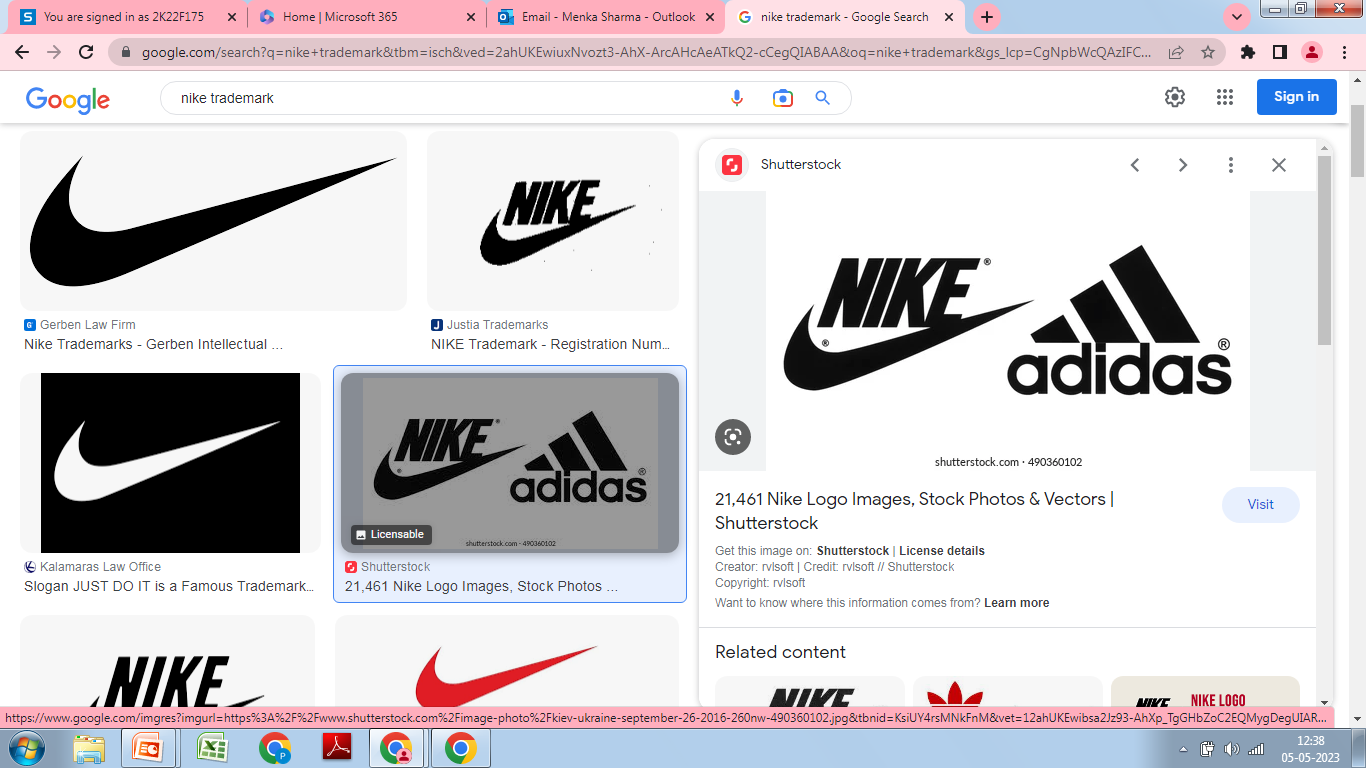 You are signed in as 2K22F175
Home | Microsoft 365
Email - Menka Sharma - Outlook
nike trademark - Google Search
google.com/search?q=nike+trademark&tbm=isch&ved=2ahUKEwiuxNvozt3-AhX-ArcAHcAeATkQ2-cCegQIABAA&oq=nike+trademark&gs_lcp=CgNpbWcQAzIFC...
Google
nike trademark
Sign in
Gerben Law Firm
Nike Trademarks - Gerben Intellectual ...
NIKE
Justia Trademarks
NIKE Trademark - Registration Num...
Kalamaras Law Office
Slogan JUST DO IT is a Famous Trademark...
NIKE
adidas
Licensable
shutterstock.com · 490360102
Shutterstock
21,461 Nike Logo Images, Stock Photos ...
NIKE
Shutterstock
NIKE ®
®
adidas ®
shutterstock.com · 490360102
21,461 Nike Logo Images, Stock Photos & Vectors |
Shutterstock
Visit
Get this image on: Shutterstock | License details
Creator: rvlsoft | Credit: rvlsoft // Shutterstock
Copyright: rvlsoft
Want to know where this information comes from? Learn more
Related content
NIKE
NIKE
NIKE LOGO
https://www.google.com/imgres?imgurl=https%3A%2F%2Fwww.shutterstock.com%2Fimage-photo%2Fkiev-ukraine-september-26-2016-260nw-490360102.jpg&tbnid=KsiUY4rsMNkFnM&vet=12ahUKEwibsa2Jz93-AhXp_TgGHbZoC2EQMygDegUIAR...
12:38
05-05-2023